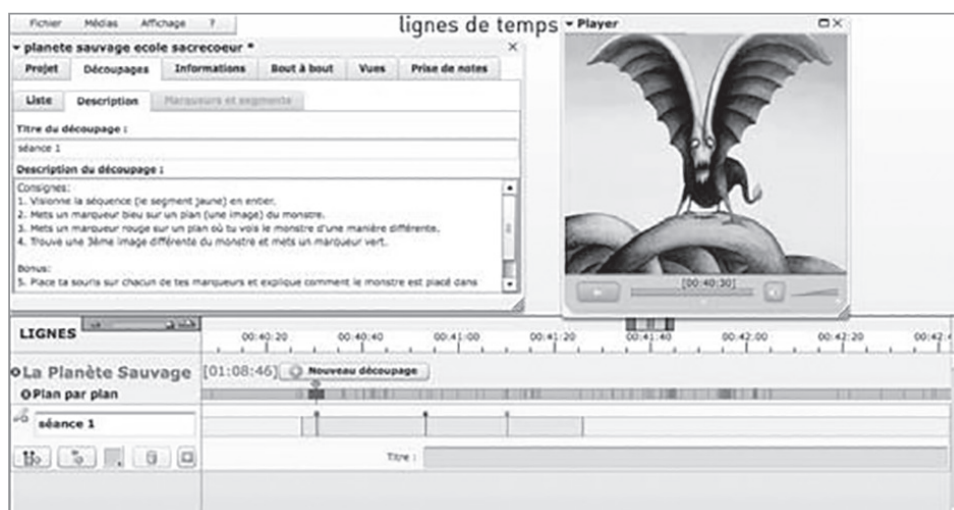 Fichier Médias Affichage ?
lignes de temps
Player
planete sauvage ecole sacrecoeur *
Projet Découpages Informations Bout à bout Vues Prise de notes
Liste Description Marqueurs et segments
Titre du découpage :
séance 1
Description du découpage :
Consignes:
1. Visionne la séquence (le segment jaune) en entier.
2. Mets un marqueur bleu sur un plan (une image) du monstre.
3. Mets un marqueur rouge sur un plan où tu vois le monstre d'une manière différente.
4. Trouve une 3ème image différente du monstre et mets un marqueur vert.
Bonus:
5. Place ta souris sur chacun de tes marqueurs et explique comment le monstre est placé dans
[00:40:30]
LIGNES
00:40:20 00:40:40 00:41:00 00:41:20 00:41:40 00:42:00 00:42:20 00:42:4
La Planète Sauvage [01:08:46] Nouveau découpage
Plan par plan
séance 1
Titre :